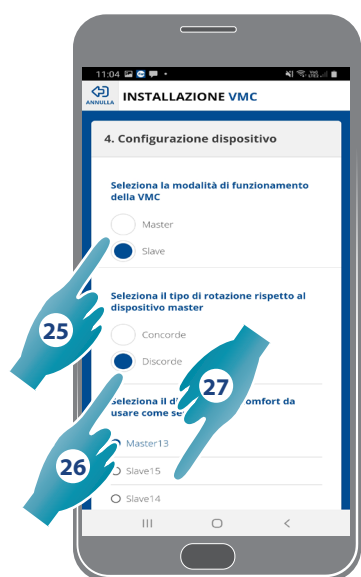 11:04
ANNULLA
INSTALLAZIONE VMC
4. Configurazione dispositivo
Seleziona la modalità di funzionamento
della VMC
Master
Slave
25
Seleziona il tipo di rotazione rispetto al
dispositivo master
Concorde
Discorde
27
Seleziona il omfort da
usare come se
Master13
26
Slave15
Slave14